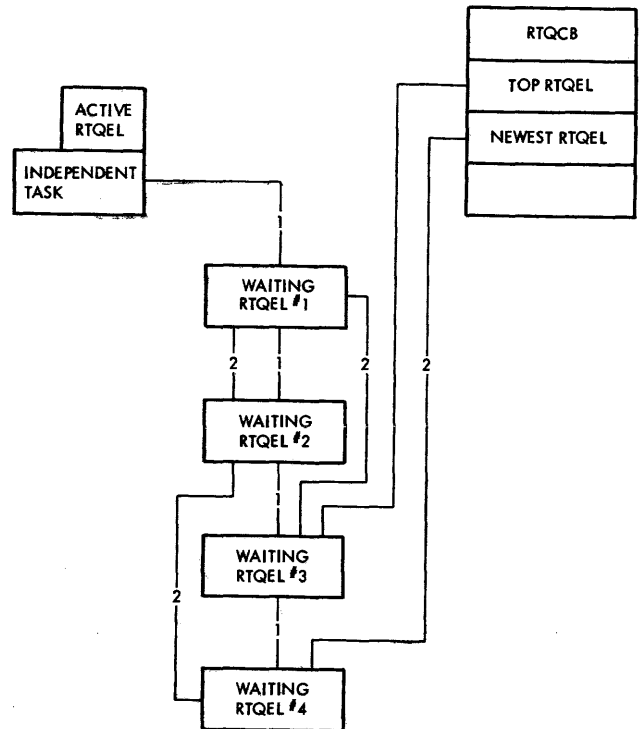 RTQCB
TOP RTQEL
NEWEST RTQEL
ACTIVE
RTQEL
INDEPENDENT
TASK
1
WAITING
RTQEL #1
2
1
2
2
WAITING
RTQEL #2
1
WAITING
RTQEL #3
2
1
WAITING
RTQEL #4